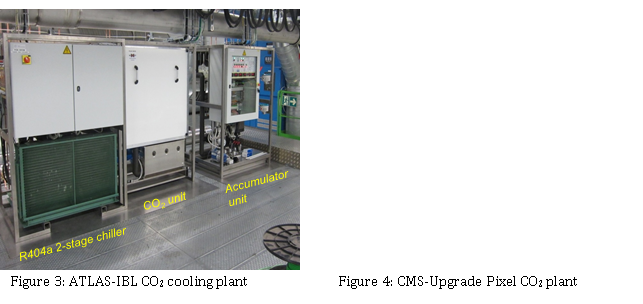 Accumulator
unit
CO₂ unit
R404a 2-stage chiller
Figure 3: ATLAS-IBL CO₂ cooling plant
Figure 4: CMS-Upgrade Pixel CO₂ plant